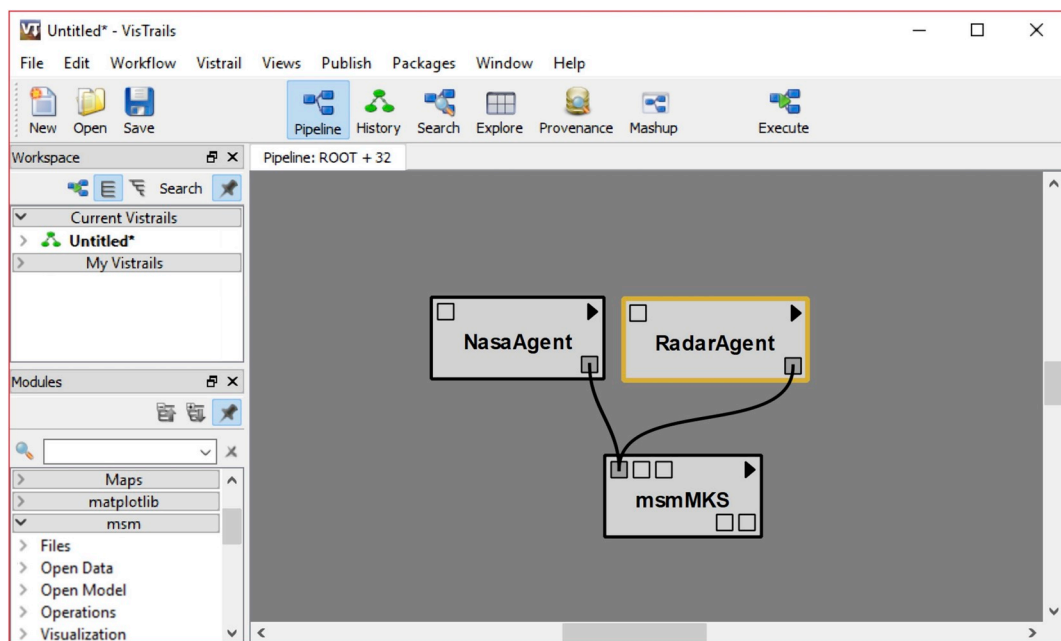 VT Untitled* - VisTrails
File Edit Workflow Vistrail Views Publish Packages Window Help
New Open Save Pipeline History Search Explore Provenance Mashup Execute
Workspace
Pipeline: ROOT + 32
Search
Current Vistrails
Untitled*
My Vistrails
NasaAgent
RadarAgent
Modules
msmMKS
Maps
matplotlib
msm
Files
Open Data
Open Model
Operations
Visualization